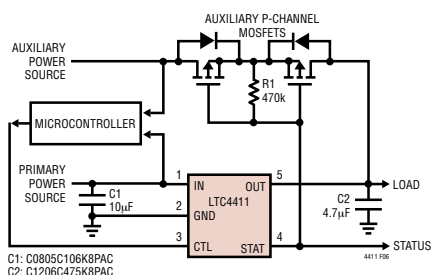 AUXILIARY P-CHANNEL
MOSFETS
AUXILIARY
POWER
SOURCE
R1
470k
MICROCONTROLLER
PRIMARY
POWER
SOURCE
C1
10μF
1
IN
OUT
5
LTC4411
2
GND
3
CTL
STAT
4
LOAD
C2
4.7μF
STATUS
4411 F06
C1: C0805C106K8PAC
C2: C1206C475K8PAC